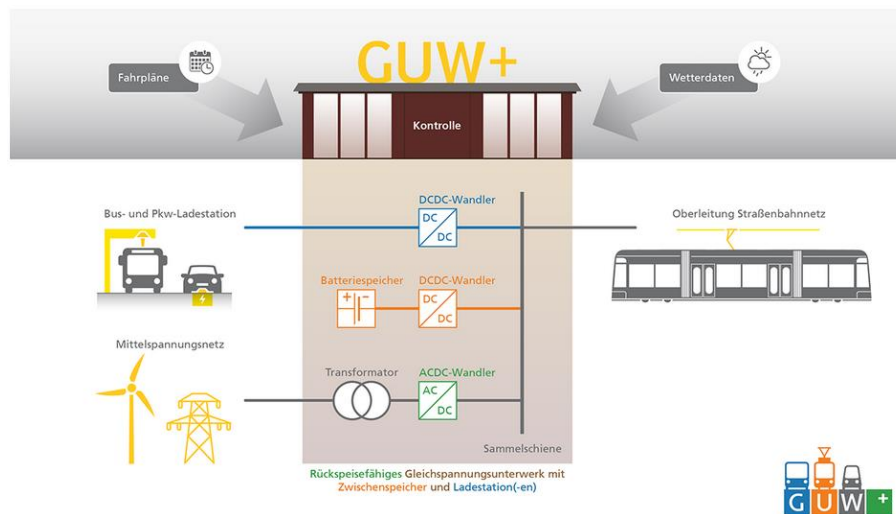 GUW+
Fahrpläne
Wetterdaten
Kontrolle
Bus- und Pkw-Ladestation
DCDC-Wandler
DC
DC
Oberleitung Straßenbahnnetz
Batteriespeicher
DCDC-Wandler
+ -
DC
DC
Mittelspannungsnetz
Transformator
ACDC-Wandler
AC
DC
Sammelschiene
Rückspeisefähiges Gleichspannungsunterwerk mit
Zwischenspeicher und Ladestation(-en)
G U W +